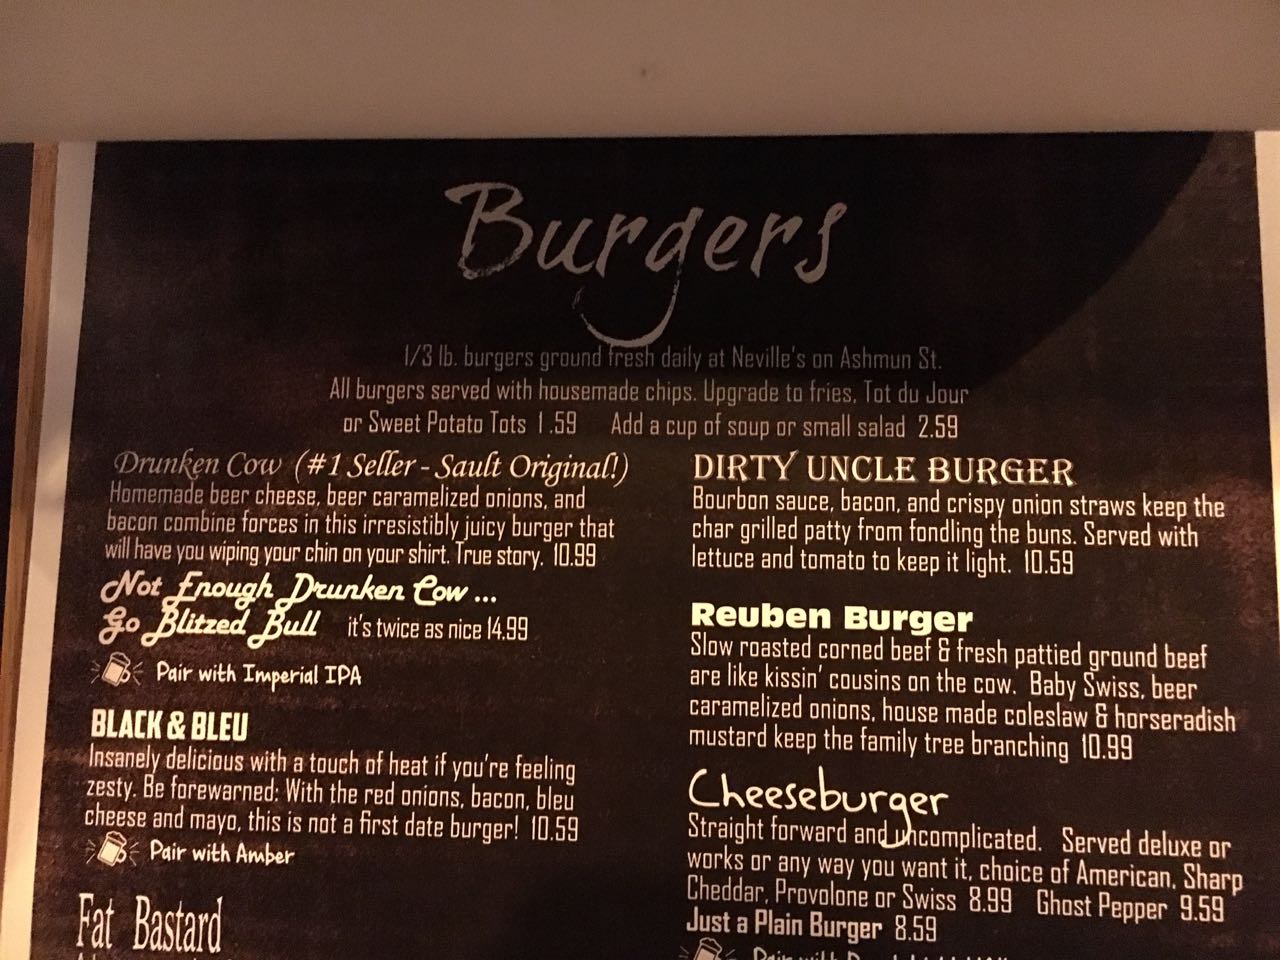 Burgers
1/3 lb. burgers ground fresh daily at Neville's on Ashmun St.
All burgers served with housemade chips. Upgrade to fries, Tot du Jour
or Sweet Potato Tots 1.59 Add a cup of soup or small salad 2.59
Drunken Cow (#1 Seller - Sault Original!)
Homemade beer cheese, beer caramelized onions, and
bacon combine forces in this irresistibly juicy burger that
will have you wiping your chin on your shirt. True story. 10.99
Not Enough Drunken Cow ...
Go Blitzed Bull it's twice as nice 14.99
Pair with Imperial IPA
BLACK & BLEU
Insanely delicious with a touch of heat if you're feeling
zesty. Be forewarned: With the red onions, bacon, bleu
cheese and mayo, this is not a first date burger! 10.59
Pair with Amber
Fat Bastard
DIRTY UNCLE BURGER
Bourbon sauce, bacon, and crispy onion straws keep the
char grilled patty from fondling the buns. Served with
lettuce and tomato to keep it light. 10.59
Reuben Burger
Slow roasted corned beef & fresh pattied ground beef
are like kissin' cousins on the cow. Baby Swiss, beer
caramelized onions, house made coleslaw & horseradish
mustard keep the family tree branching 10.99
Cheeseburger
Straight forward and uncomplicated. Served deluxe or
works or any way you want it, choice of American, Sharp
Cheddar, Provolone or Swiss 8.99 Ghost Pepper 9.59
Just a Plain Burger 8.59
Pair with